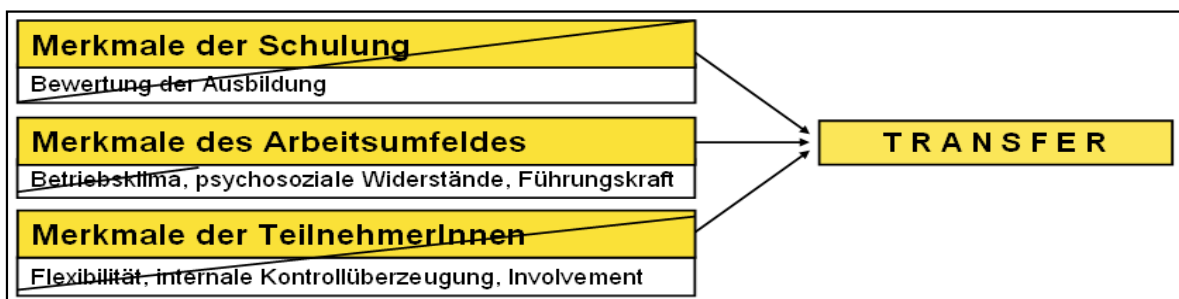 Merkmale der Schulung
Bewertung der Ausbildung
Merkmale des Arbeitsumfeldes
Betriebsklima, psychosoziale Widerstände, Führungskraft
Merkmale der TeilnehmerInnen
Flexibilität, internale Kontrollüberzeugung, Involvement
TRANSFER